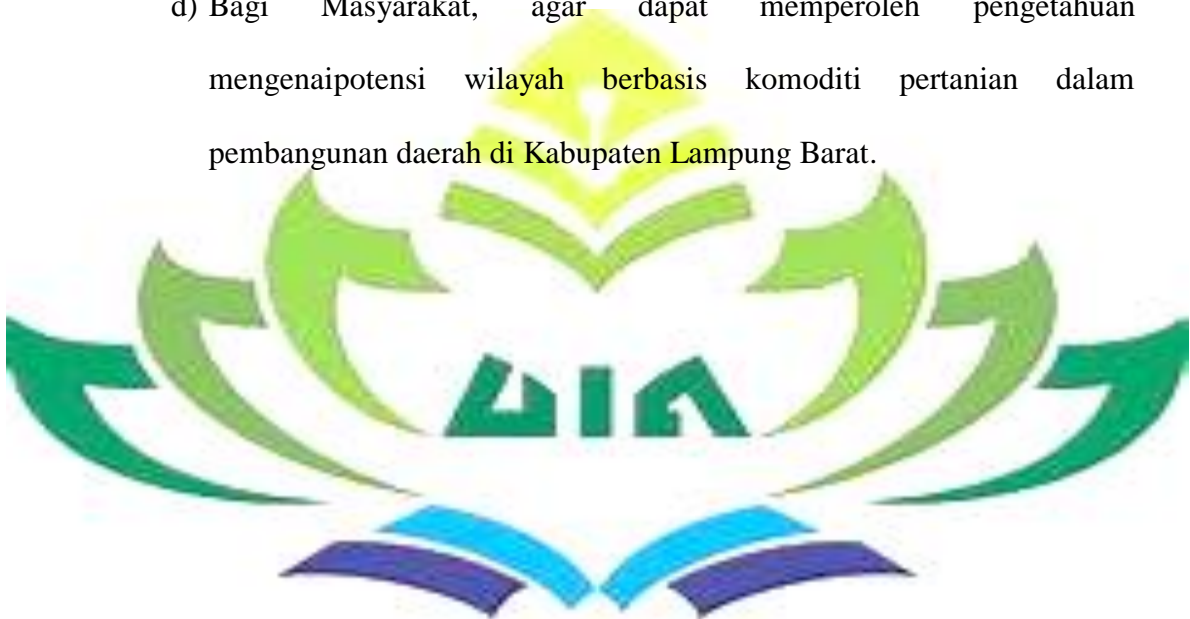 d) Bagi Masyarakat, agar dapat memperoleh pengetahuan
mengenaipotensi wilayah berbasis komoditi pertanian dalam
pembangunan daerah di Kabupaten Lampung Barat.
UIN